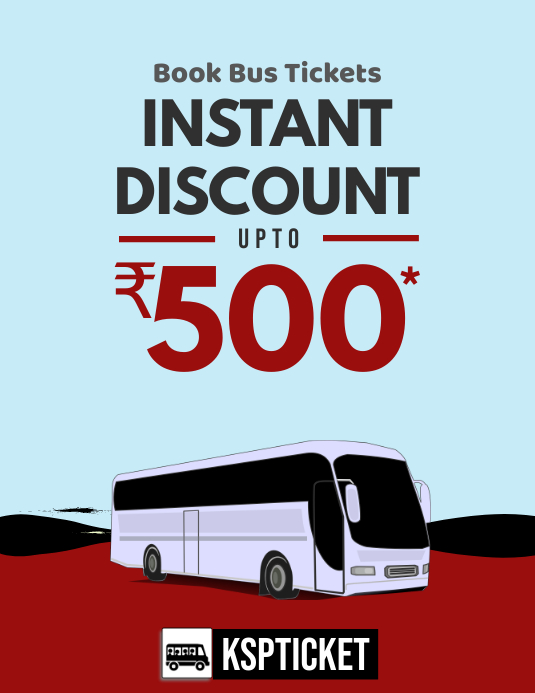 Book Bus Tickets
INSTANT
DISCOUNT
UPTO
₹500*
KSPTICKET